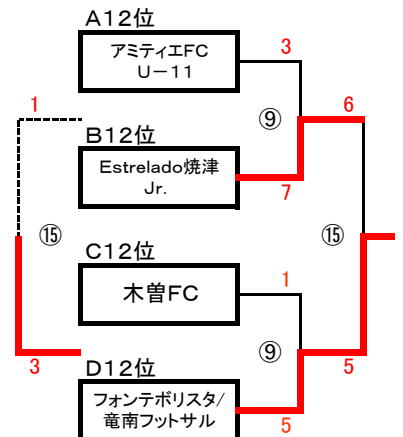 A12位
アミティエFC
U－11
3
1
⑨
6
B12位
Estrelado焼津
Jr.
7
⑮
⑮
C12位
木曽FC
1
⑨
3
5
D12位
フォンテボリスタ/
竜南フットサル
5